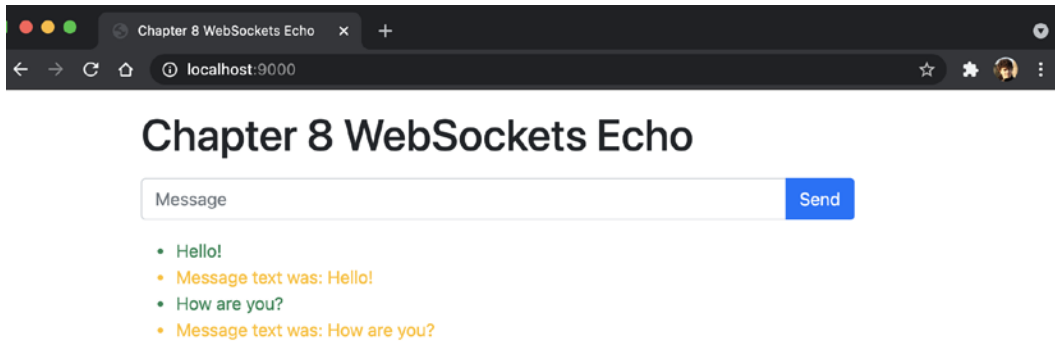 Chapter 8 WebSockets Echo
localhost:9000
Chapter 8 WebSockets Echo
Message Send
• Hello!
• Message text was: Hello!
• How are you?
• Message text was: How are you?